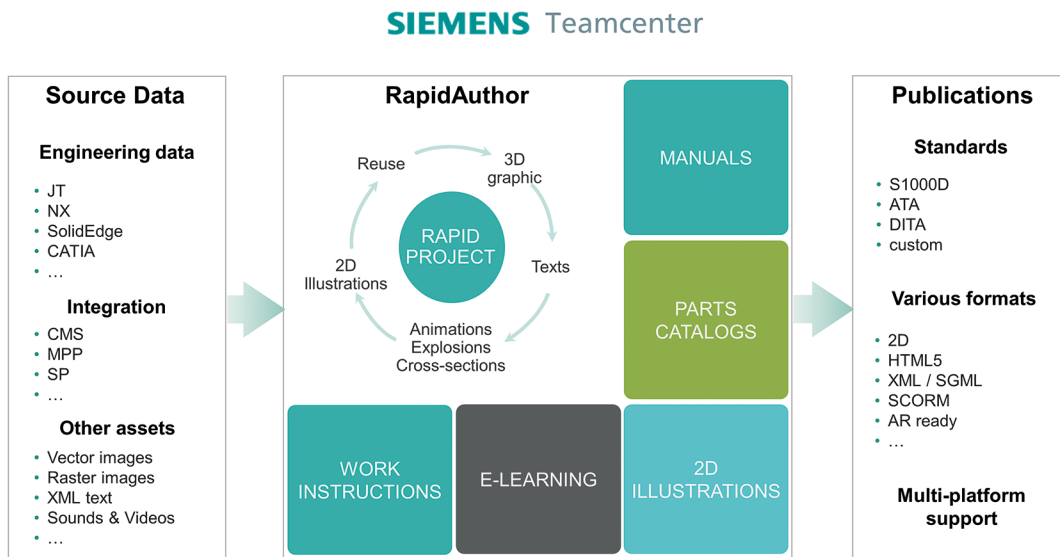 SIEMENS Teamcenter
Source Data
Engineering data
• JT
• NX
• SolidEdge
• CATIA
• ...
Integration
• CMS
• MPP
• SP
• ...
Other assets
• Vector images
• Raster images
• XML text
• Sounds & Videos
• ...
RapidAuthor
Reuse
3D
graphic
Texts
Animations
Explosions
Cross-sections
2D
Illustrations
RAPID
PROJECT
MANUALS
PARTS
CATALOGS
WORK
INSTRUCTIONS
E-LEARNING
2D
ILLUSTRATIONS
Publications
Standards
• S1000D
• ATA
• DITA
• custom
Various formats
• 2D
• HTML5
• XML / SGML
• SCORM
• AR ready
• ...
Multi-platform
support